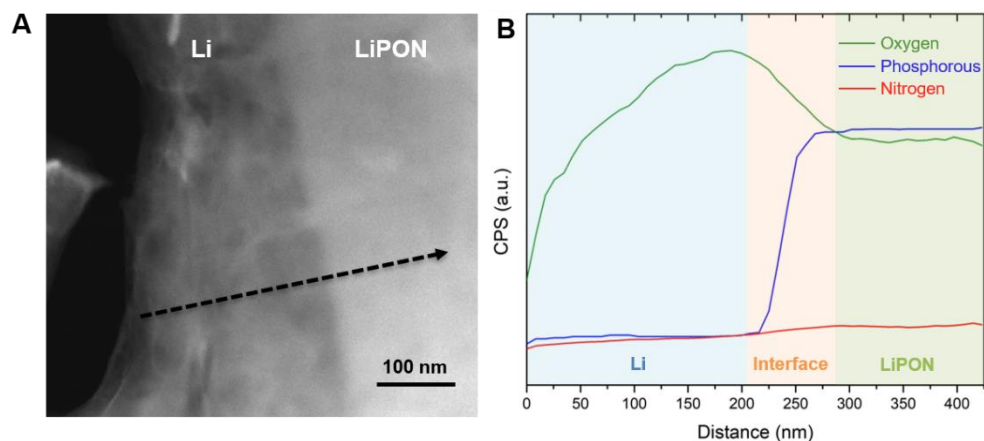 A
Li
LiPON
100 nm
B
Oxygen
Phosphorous
Nitrogen
CPS (a.u.)
Li
Interface
LiPON
0
50
100
150
200
250
300
350
400
Distance (nm)